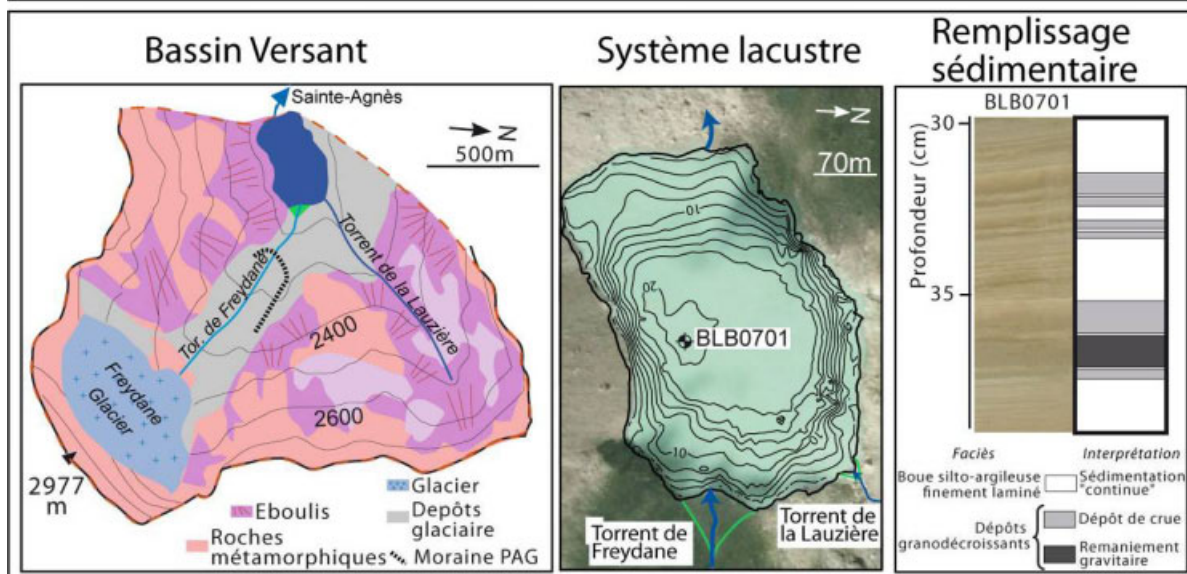 Bassin Versant
Sainte-Agnès
N
500m
Tor. de Freydane
Torrent de la Lauzière
2400
2600
Freydane
Glacier
2977
m
Glacier
Eboulis
Depôts
glaciaire
Roches
métamorphiques
Moraine PAG
Système lacustre
N
70m
10
20
BLB0701
10
Torrent de
Freydane
Torrent de
la Lauzière
Remplissage
sédimentaire
BLB0701
30
Profondeur (cm)
35
Faciès
Interprétation
Boue silto-argileuse
finement laminé
Sédimentation
"continue"
Dépôts
granodécroissants
Dépôt de crue
Remaniement
gravitaire